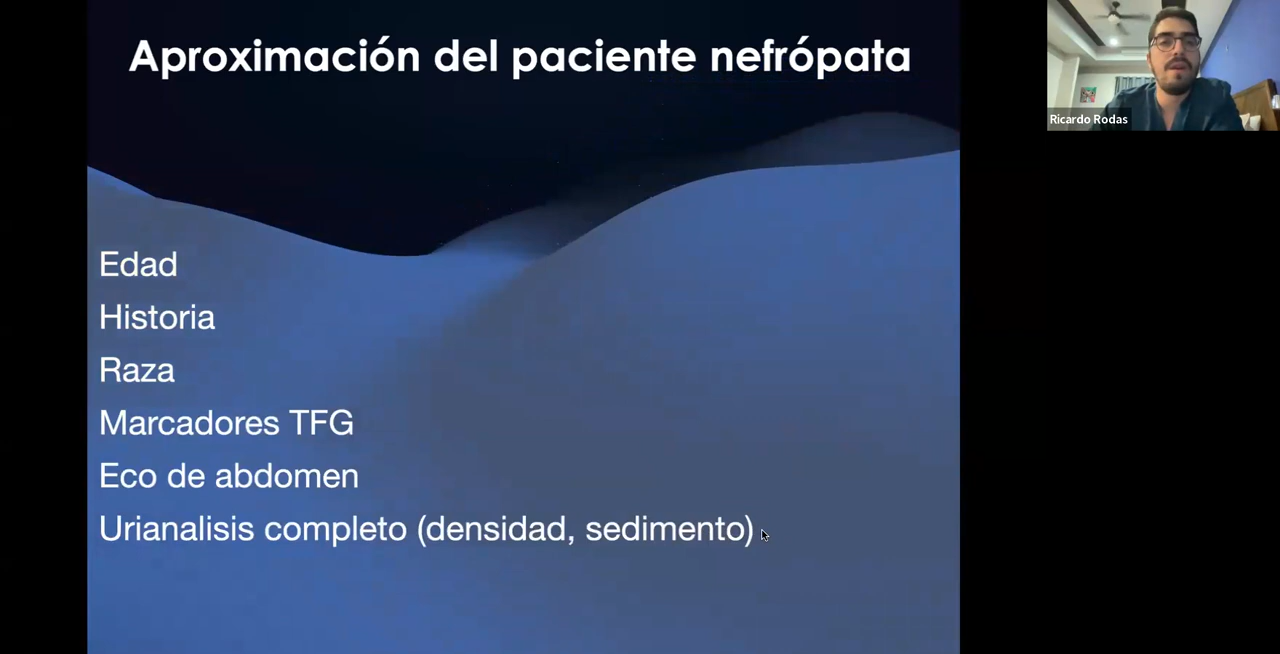 Aproximación del paciente nefrópata
Ricardo Rodas
Edad
Historia
Raza
Marcadores TFG
Eco de abdomen
Urianalisis completo (densidad, sedimento)